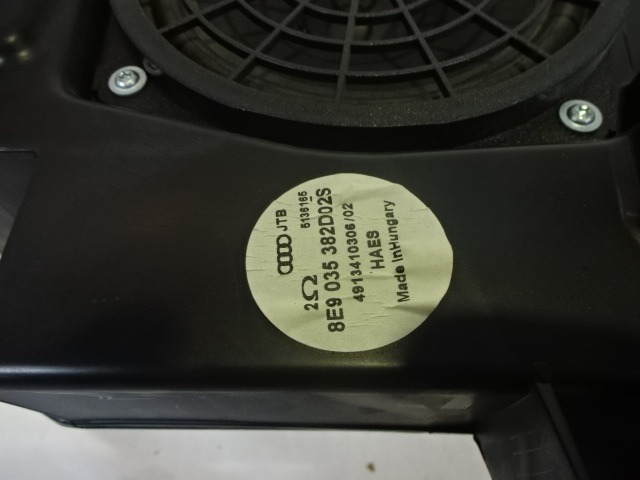 JTB
5136165
2Ω
8E9 035 382D02S
4913410306/02
HAES
Made InHungary